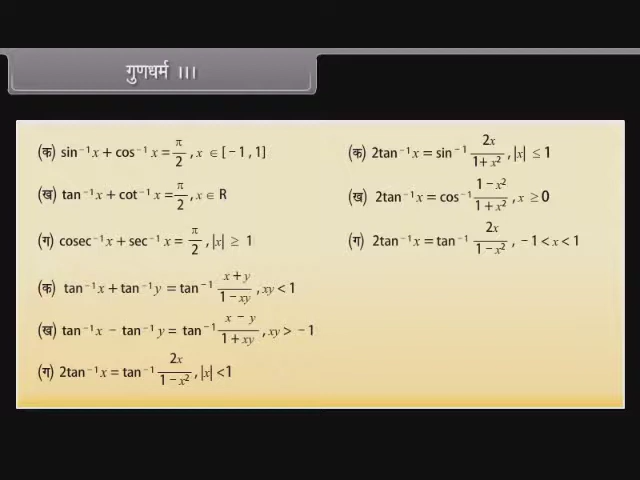 गुणधर्म ।।।
(क) sin⁻¹x + cos⁻¹x = π/2 , x ∈ [−1 , 1]
(ख) tan⁻¹x + cot⁻¹x = π/2 , x ∈ R
(ग) cosec⁻¹x + sec⁻¹x = π/2 , |x| ≥ 1
(क) tan⁻¹x + tan⁻¹y = tan⁻¹ (x + y)/(1 − xy) , xy < 1
(ख) tan⁻¹x − tan⁻¹y = tan⁻¹ (x − y)/(1 + xy) , xy > −1
(ग) 2tan⁻¹x = tan⁻¹ 2x/(1 − x²) , |x| < 1
(क) 2tan⁻¹x = sin⁻¹ 2x/(1 + x²) , |x| ≤ 1
(ख) 2tan⁻¹x = cos⁻¹ (1 − x²)/(1 + x²) , x ≥ 0
(ग) 2tan⁻¹x = tan⁻¹ 2x/(1 − x²) , −1 < x < 1